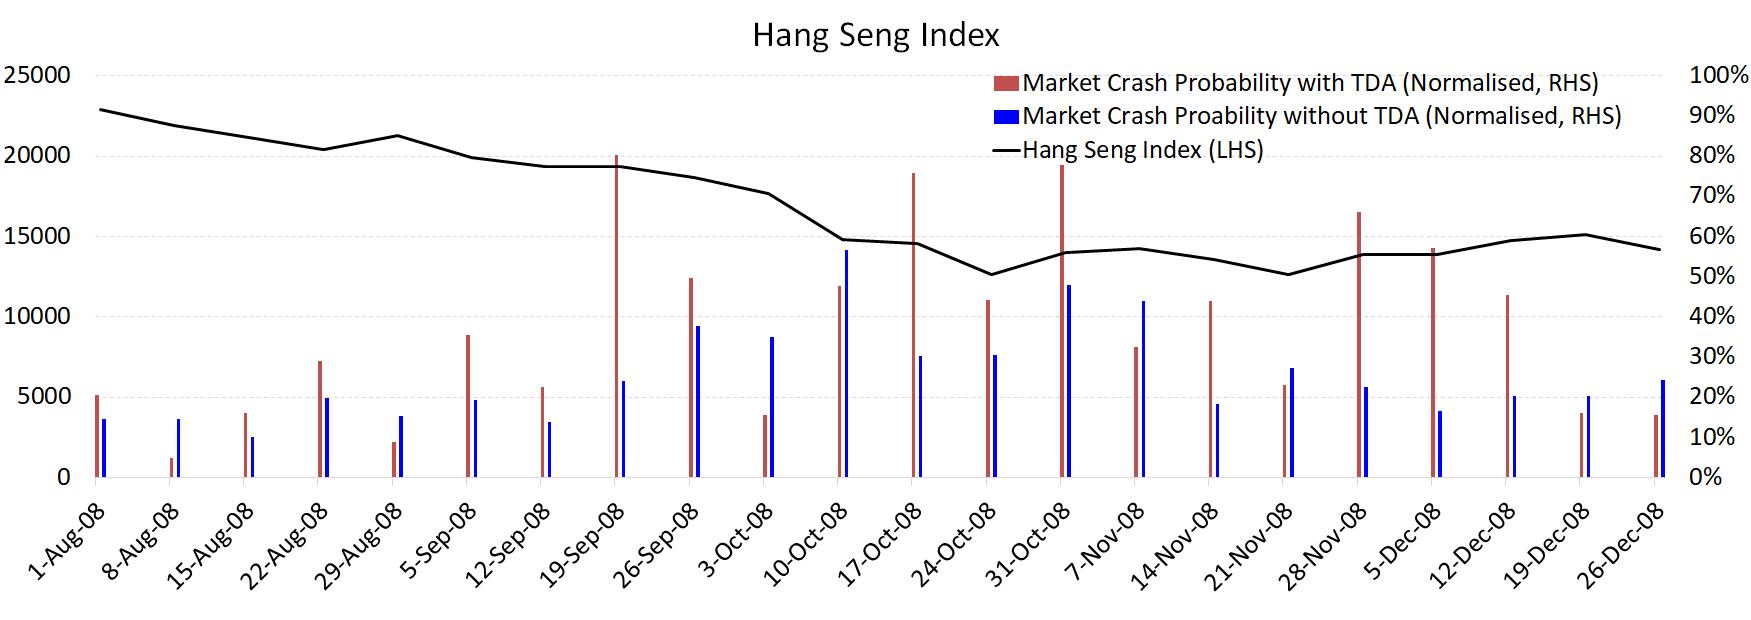 Hang Seng Index
25000
20000
15000
10000
5000
0
Market Crash Probability with TDA (Normalised, RHS)
Market Crash Proability without TDA (Normalised, RHS)
Hang Seng Index (LHS)
100%
90%
80%
70%
60%
50%
40%
30%
20%
10%
0%
1-Aug-08
8-Aug-08
15-Aug-08
22-Aug-08
29-Aug-08
5-Sep-08
12-Sep-08
19-Sep-08
26-Sep-08
3-Oct-08
10-Oct-08
17-Oct-08
24-Oct-08
31-Oct-08
7-Nov-08
14-Nov-08
21-Nov-08
28-Nov-08
5-Dec-08
12-Dec-08
19-Dec-08
26-Dec-08